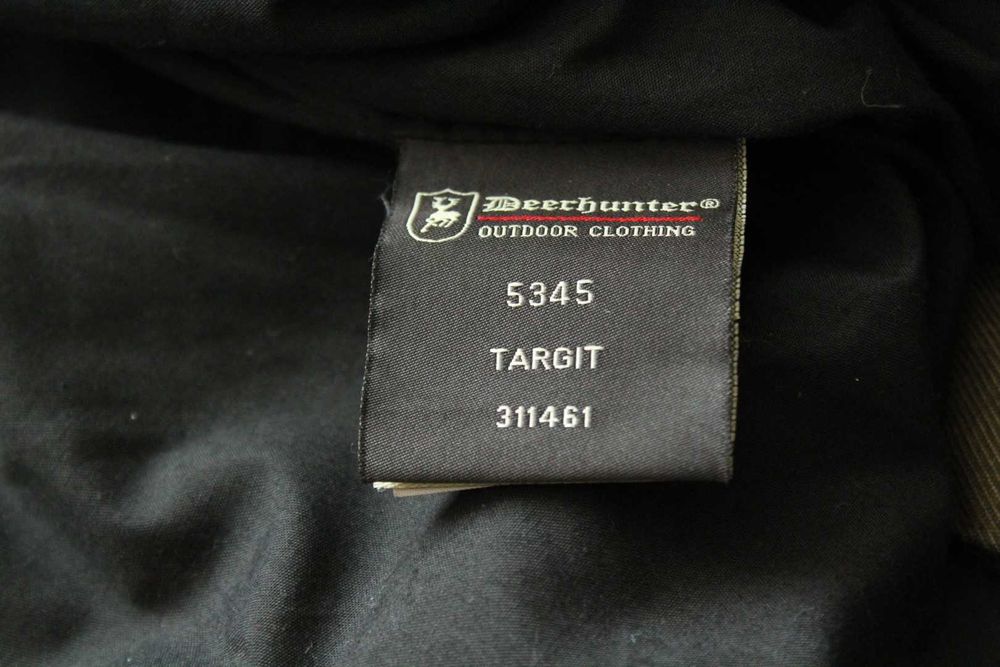 Deerhunter®
OUTDOOR CLOTHING
5345
TARGIT
311461